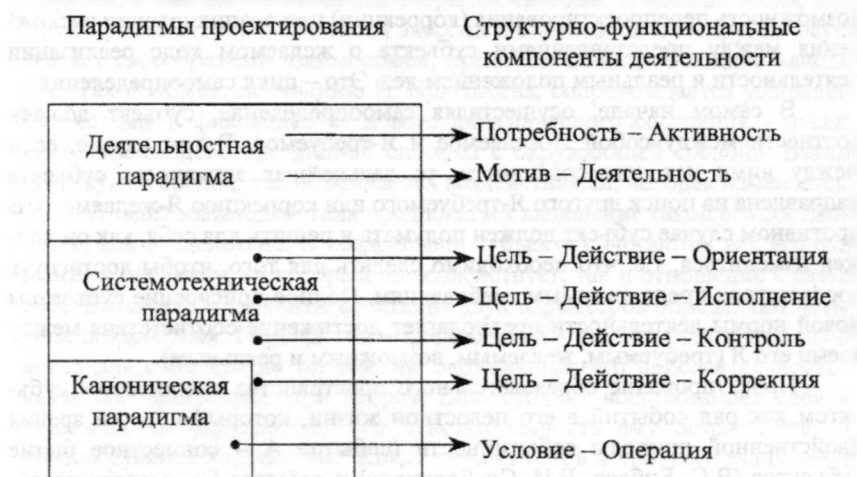 Парадигмы проектирования
Структурно-функциональные
компоненты деятельности
Деятельностная
парадигма
Потребность – Активность
Мотив – Деятельность
Системотехническая
парадигма
Цель – Действие – Ориентация
Цель – Действие – Исполнение
Цель – Действие – Контроль
Каноническая
парадигма
Цель – Действие – Коррекция
Условие – Операция